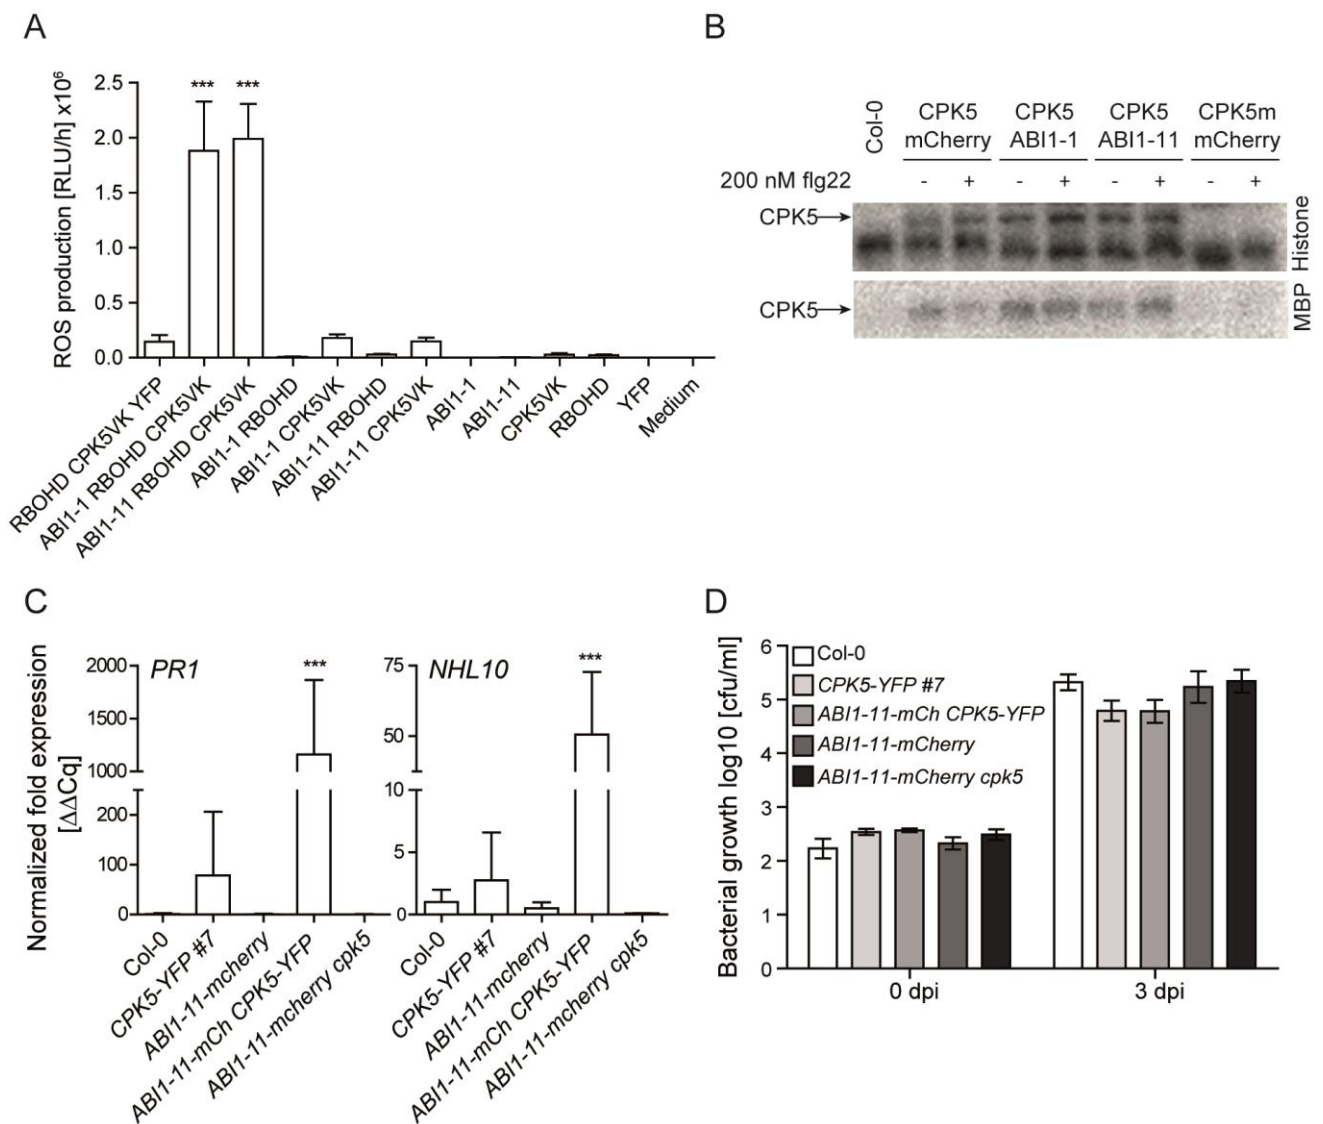 A
ROS production [RLU/h] x10⁶
2.5
2.0
1.5
1.0
0.5
0.0
***
***
RBOHD CPK5VK YFP
ABI1-1 RBOHD CPK5VK
ABI1-11 RBOHD CPK5VK
ABI1-1 RBOHD
ABI1-1 CPK5VK
ABI1-11 RBOHD
ABI1-11 CPK5VK
ABI1-1
ABI1-11
CPK5VK
RBOHD
YFP
Medium
B
Col-0
CPK5 mCherry
CPK5 ABI1-1
CPK5 ABI1-11
CPK5m mCherry
200 nM flg22 - + - + - + - +
CPK5
Histone
CPK5
MBP
C
Normalized fold expression
[ΔΔCq]
PR1
2000
1500
1000
200
100
0
***
Col-0
CPK5-YFP #7
ABI1-11-mcherry
ABI1-11-mCh CPK5-YFP
ABI1-11-mcherry cpk5
NHL10
75
50
10
5
0
***
Col-0
CPK5-YFP #7
ABI1-11-mcherry
ABI1-11-mCh CPK5-YFP
ABI1-11-mcherry cpk5
D
Bacterial growth log10 [cfu/ml]
6
5
4
3
2
1
0
Col-0
CPK5-YFP #7
ABI1-11-mCh CPK5-YFP
ABI1-11-mCherry
ABI1-11-mCherry cpk5
0 dpi
3 dpi